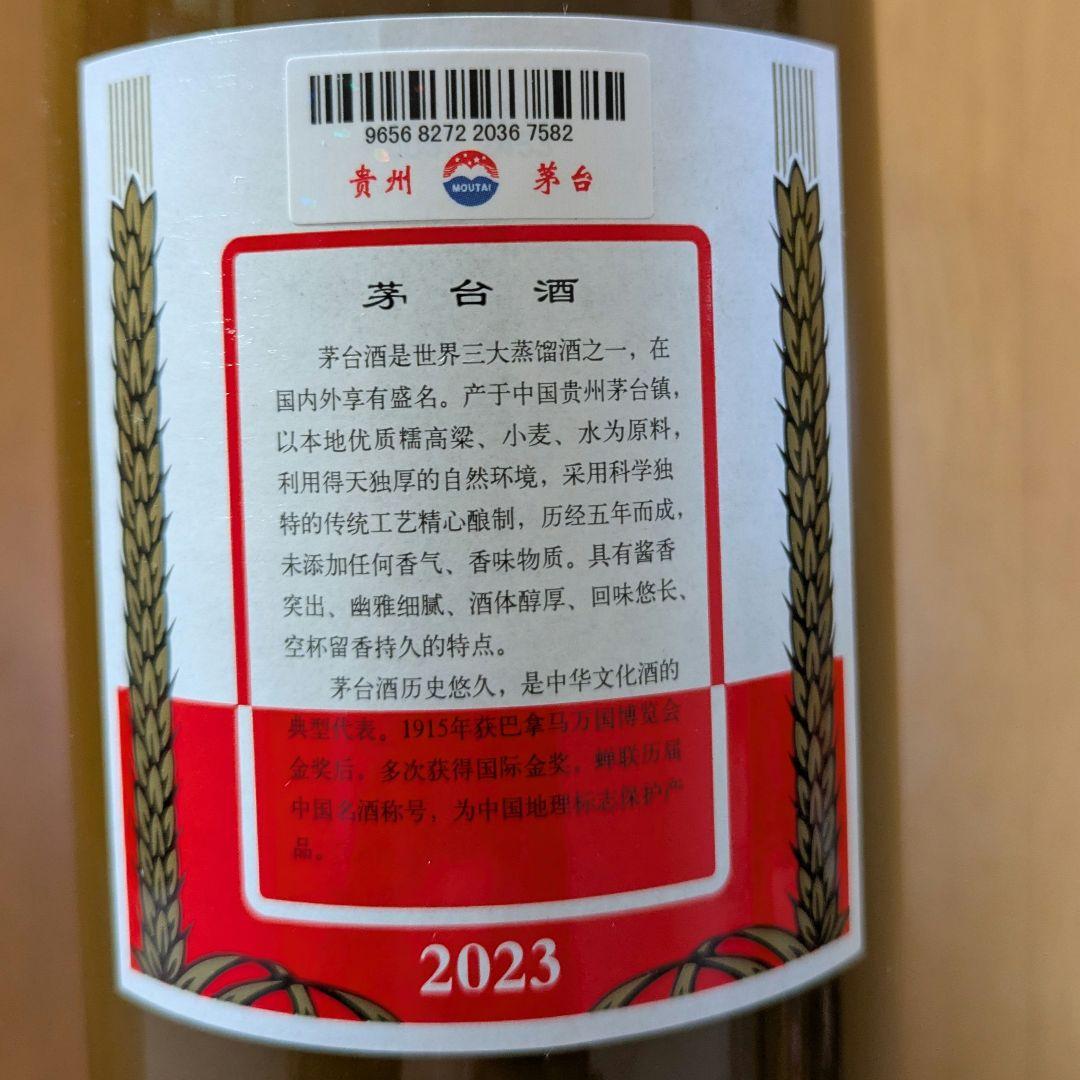 9656 8272 2036 7582
贵州 MOUTAI 茅台
茅台酒
茅台酒是世界三大蒸馏酒之一，在
国内外享有盛名。产于中国贵州茅台镇，
以本地优质糯高粱、小麦、水为原料，
利用得天独厚的自然环境，采用科学独
特的传统工艺精心酿制，历经五年而成，
未添加任何香气、香味物质。具有酱香
突出、幽雅细腻、酒体醇厚、回味悠长、
空杯留香持久的特点。
茅台酒历史悠久，是中华文化酒的
典型代表。1915年获巴拿马万国博览会
金奖后，多次获得国际金奖，蝉联历届
中国名酒称号，为中国地理标志保护产
品。
2023